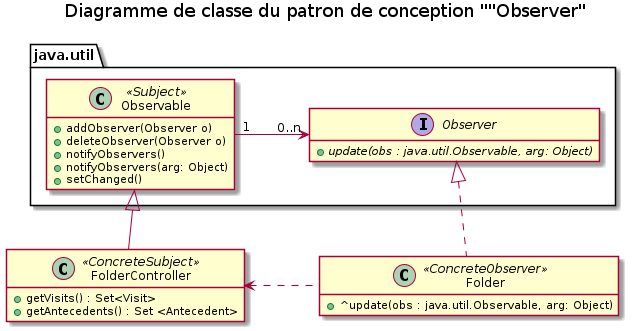 Diagramme de classe du patron de conception ""Observer"
java.util
C «Subject»
Observable
addObserver(Observer o)
deleteObserver(Observer o)
notifyObservers()
notifyObservers(arg: Object)
setChanged()
1 0..n
I Observer
update(obs : java.util.Observable, arg: Object)
C «ConcreteSubject»
FolderController
getVisits() : Set<Visit>
getAntecedents() : Set <Antecedent>
C «ConcreteObserver»
Folder
^update(obs : java.util.Observable, arg: Object)